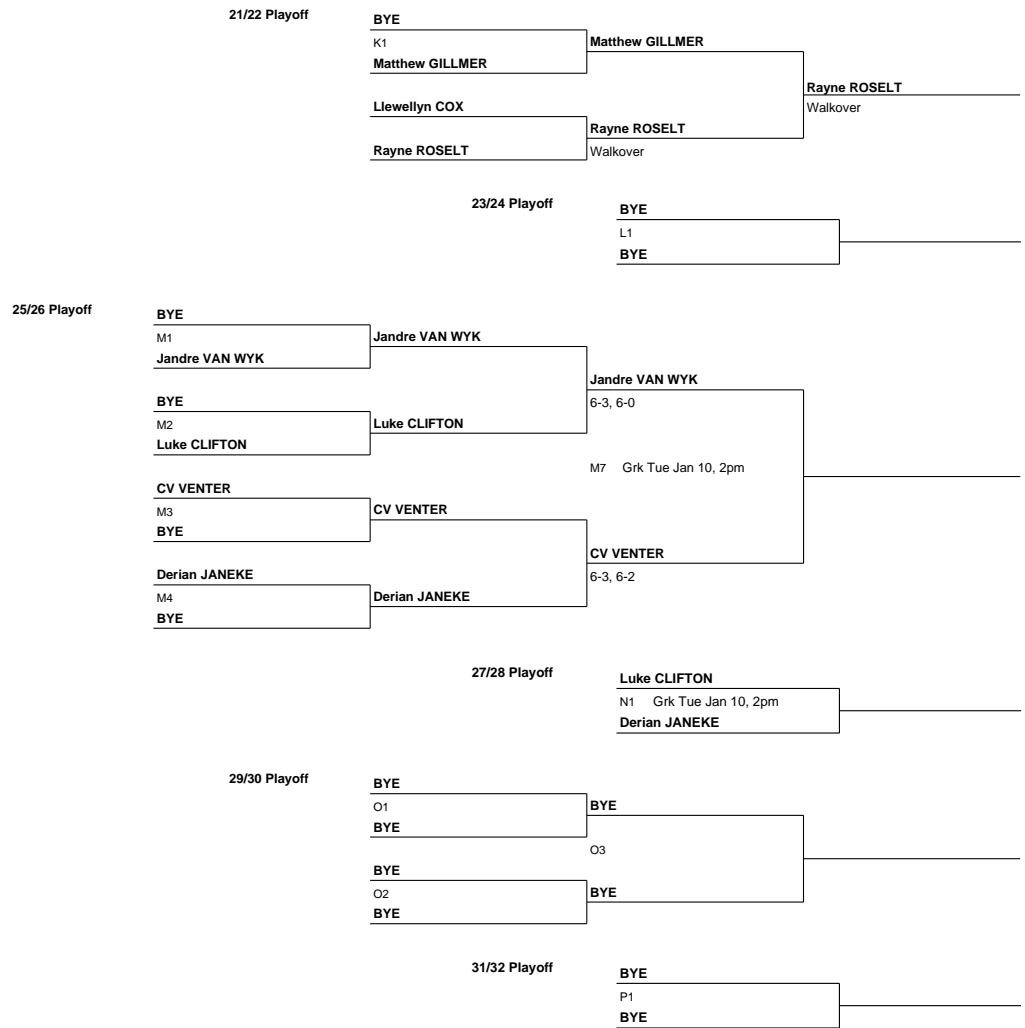 21/22 Playoff
BYE
K1
Matthew GILLMER
Matthew GILLMER
Llewellyn COX
Rayne ROSELT
Rayne ROSELT
Walkover
Rayne ROSELT
Walkover
23/24 Playoff
BYE
L1
BYE
25/26 Playoff
BYE
M1
Jandre VAN WYK
Jandre VAN WYK
BYE
M2
Luke CLIFTON
Luke CLIFTON
Jandre VAN WYK
6-3, 6-0
M7 Grk Tue Jan 10, 2pm
CV VENTER
M3
BYE
CV VENTER
Derian JANEKE
M4
BYE
Derian JANEKE
CV VENTER
6-3, 6-2
27/28 Playoff
Luke CLIFTON
N1 Grk Tue Jan 10, 2pm
Derian JANEKE
29/30 Playoff
BYE
O1
BYE
BYE
O3
BYE
O2
BYE
BYE
31/32 Playoff
BYE
P1
BYE